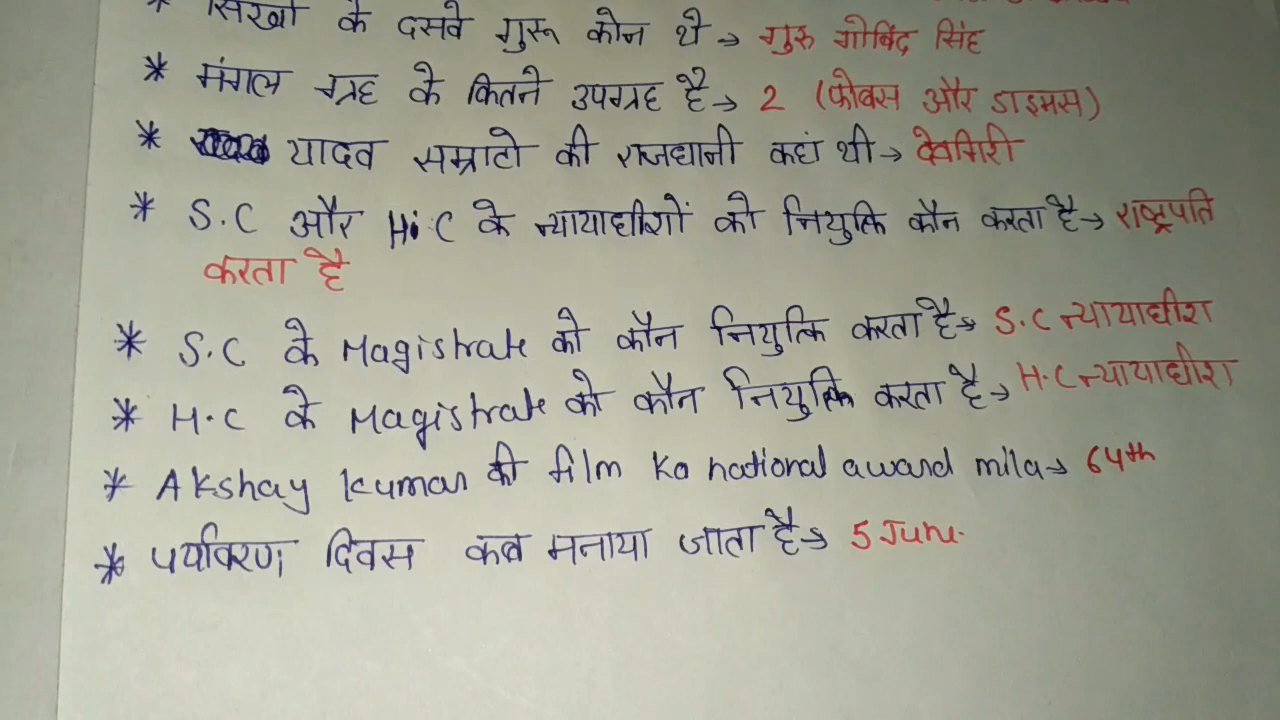 * सिखों के दसवें गुरू कौन थे → गुरु गोबिंद सिंह
* मंगल ग्रह के कितने उपग्रह है → 2 (फोबस और डाइमस)
* यादव सम्राटो की राजधानी कहां थी → देवगिरी
* S.C और H.C के न्यायाधीशों को नियुक्ति कौन करता है → राष्ट्रपति
करता है
* S.C के Magistrate को कौन नियुक्ति करता है → S.C न्यायाधीश
* H.C के Magistrate को कौन नियुक्ति करता है → H.C न्यायाधीश
* Akshay kumar की film ko national award mila → 64th
* पर्यावरण दिवस कब मनाया जाता है → 5 June.